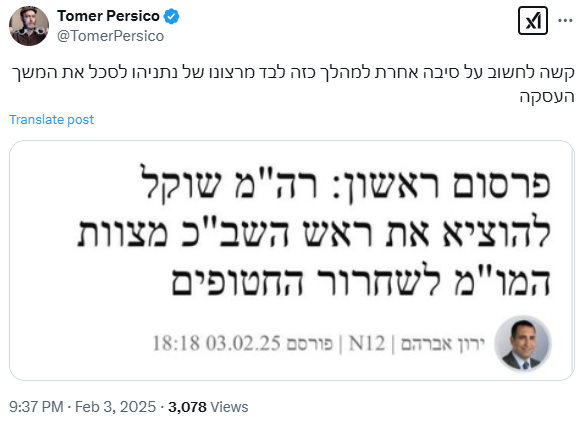 Tomer Persico
@TomerPersico
קשה לחשוב על סיבה אחרת למהלך כזה לבד מרצונו של נתניהו לסכל את המשך
העסקה
Translate post
פרסום ראשון: רה"מ שוקל
להוציא את ראש השב"כ מצוות
המו"מ לשחרור החטופים
ירון אברהם | N12 | פורסם 03.02.25 18:18
9:37 PM · Feb 3, 2025 · 3,078 Views